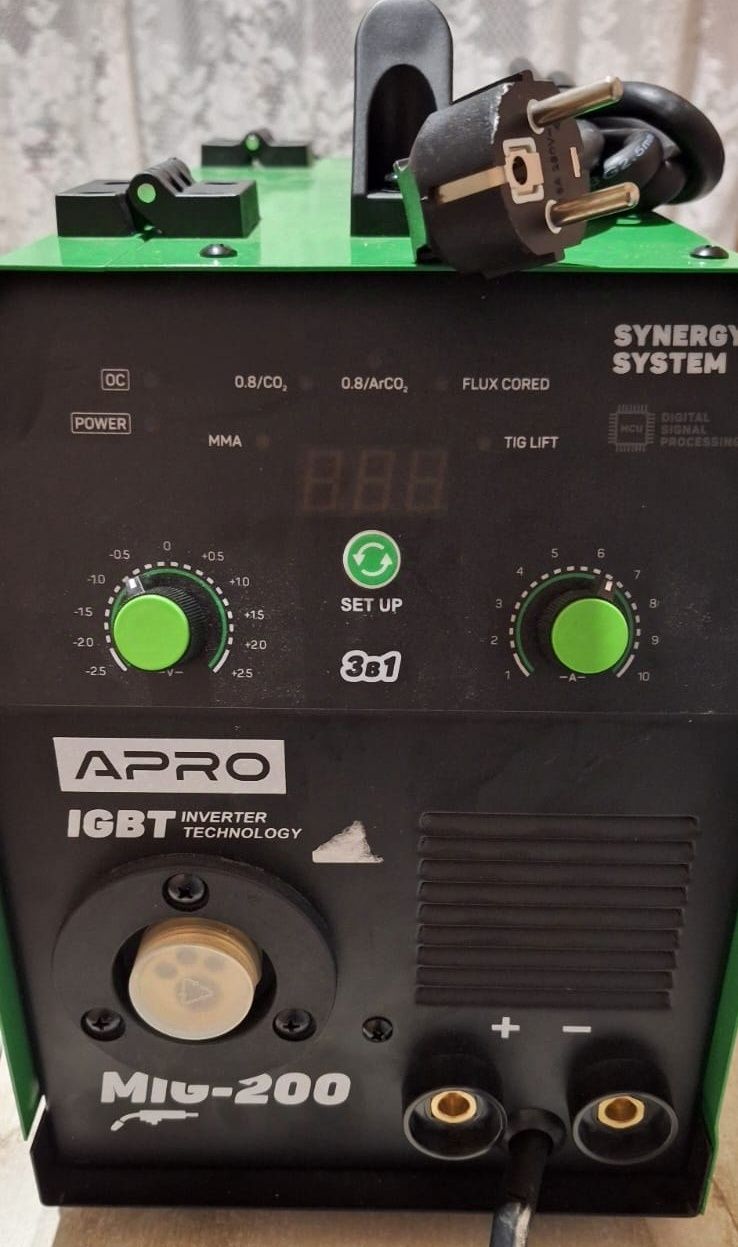 SYNERGY
SYSTEM
OC
0.8/CO₂
0.8/ArCO₂
FLUX CORED
POWER
MMA
TIG LIFT
MCU
DIGITAL
SIGNAL
PROCESSING
-2.5
-2.0
-1.5
-1.0
-0.5
0
+0.5
+1.0
+1.5
+2.0
+2.5
-V-
SET UP
3в1
1
2
3
4
5
6
7
8
9
10
-A-
APRO
IGBT INVERTER
TECHNOLOGY
MIG-200
+ −